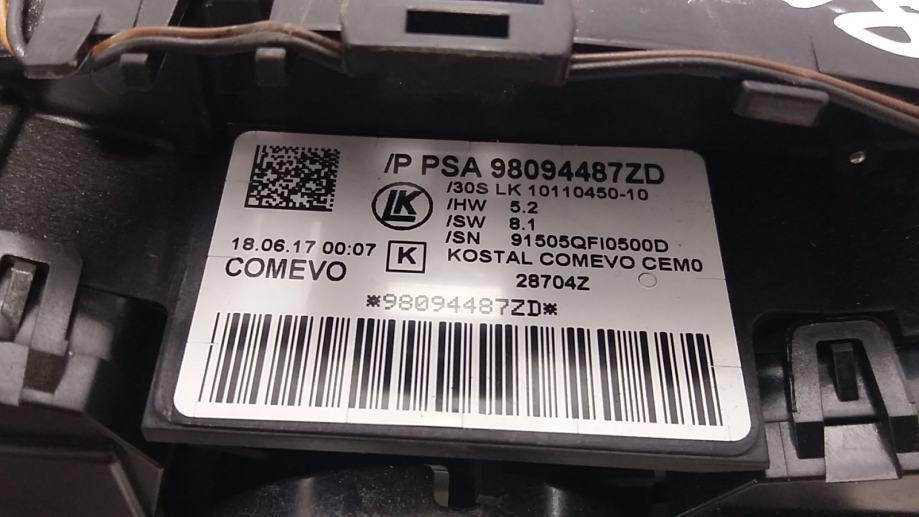 /P PSA 98094487ZD
/30S LK 10110450-10
LK
/HW 5.2
/SW 8.1
/SN 91505QFI0500D
18.06.17 00:07
K
KOSTAL COMEVO CEM0
COMEVO
28704Z
*98094487ZD*